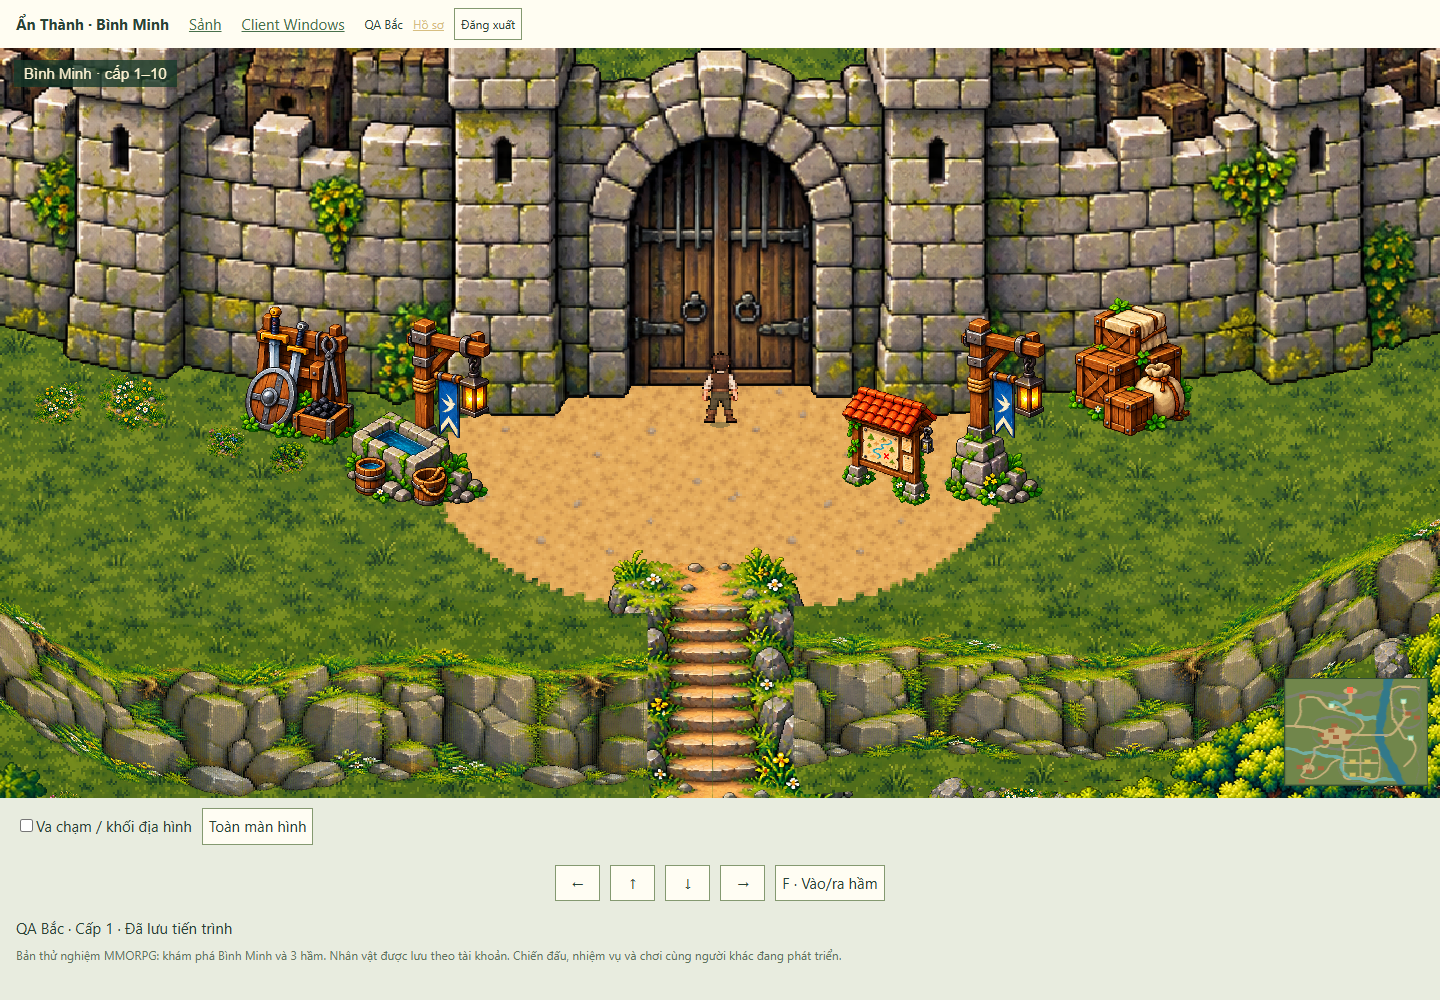 Ẩn Thành · Bình Minh Sảnh Client Windows QA Bắc Hồ sơ Đăng xuất
Bình Minh · cấp 1–10
Va chạm / khối địa hình Toàn màn hình
← ↑ ↓ → F · Vào/ra hầm
QA Bắc · Cấp 1 · Đã lưu tiến trình
Bản thử nghiệm MMORPG: khám phá Bình Minh và 3 hầm. Nhân vật được lưu theo tài khoản. Chiến đấu, nhiệm vụ và chơi cùng người khác đang phát triển.